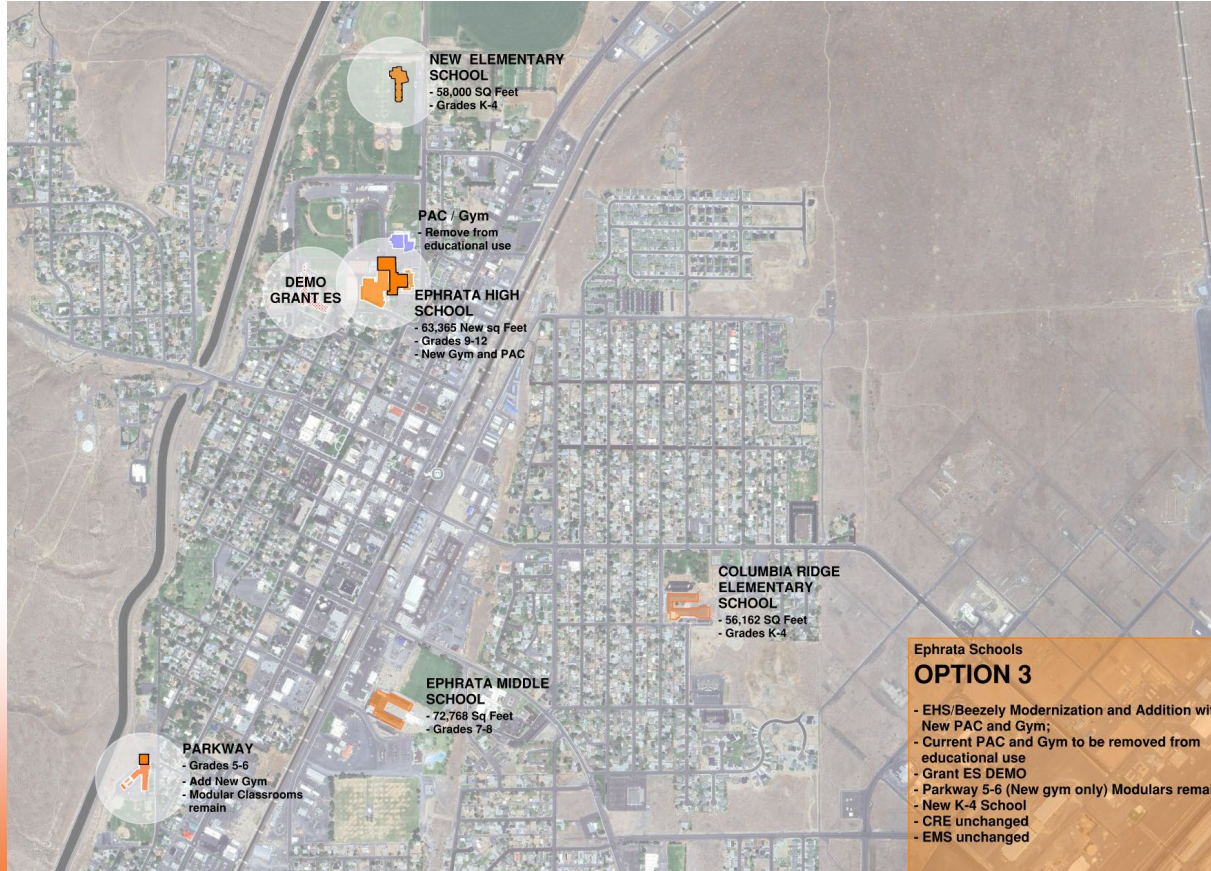 NEW ELEMENTARY
SCHOOL
- 58,000 SQ Feet
- Grades K-4
PAC / Gym
- Remove from
educational use
DEMO
GRANT ES
EPHRATA HIGH
SCHOOL
- 63,365 New sq Feet
- Grades 9-12
- New Gym and PAC
COLUMBIA RIDGE
ELEMENTARY
SCHOOL
- 56,162 SQ Feet
- Grades K-4
EPHRATA MIDDLE
SCHOOL
- 72,768 Sq Feet
- Grades 7-8
PARKWAY
- Grades 5-6
- Add New Gym
- Modular Classrooms
remain
Ephrata Schools
OPTION 3
- EHS/Beezely Modernization and Addition wit
New PAC and Gym;
- Current PAC and Gym to be removed from
educational use
- Grant ES DEMO
- Parkway 5-6 (New gym only) Modulars remai
- New K-4 School
- CRE unchanged
- EMS unchanged